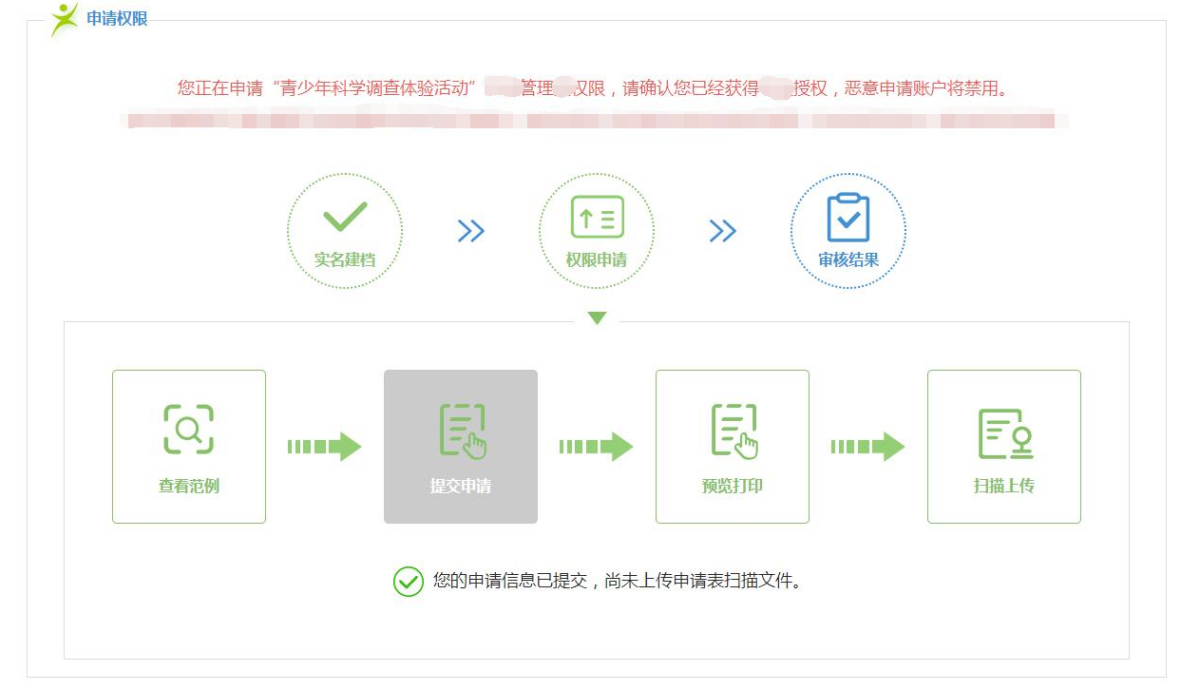 申请权限
您正在申请“青少年科学调查体验活动” 管理 权限，请确认您已经获得 授权，恶意申请账户将禁用。
实名建档
权限申请
审核结果
查看范例
提交申请
预览打印
扫描上传
您的申请信息已提交，尚未上传申请表扫描文件。